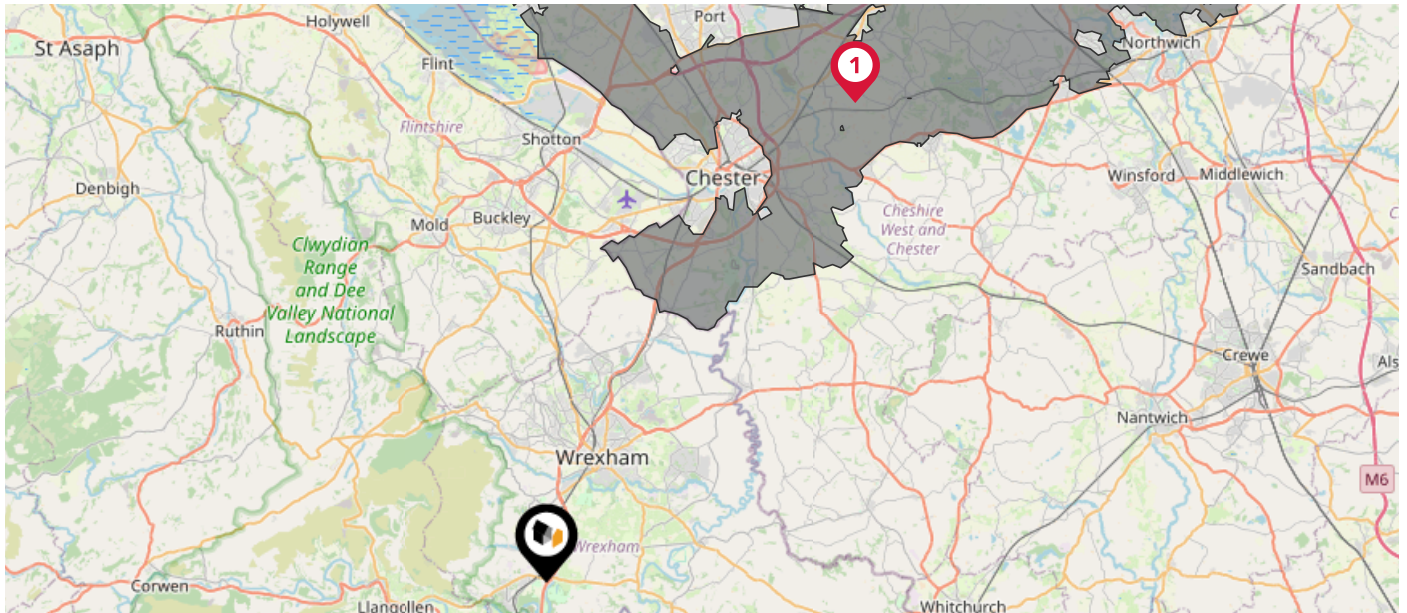 Port
Holywell
St Asaph
Northwich
1
Flint
Flintshire
Shotton
Chester
Winsford
Middlewich
Denbigh
Buckley
Mold
Cheshire
West and
Chester
Clwydian
Range
and Dee
Valley National
Landscape
Sandbach
Ruthin
Crewe
Als
Nantwich
Wrexham
M6
Wrexham
Corwen
Llangollen
Whitchurch